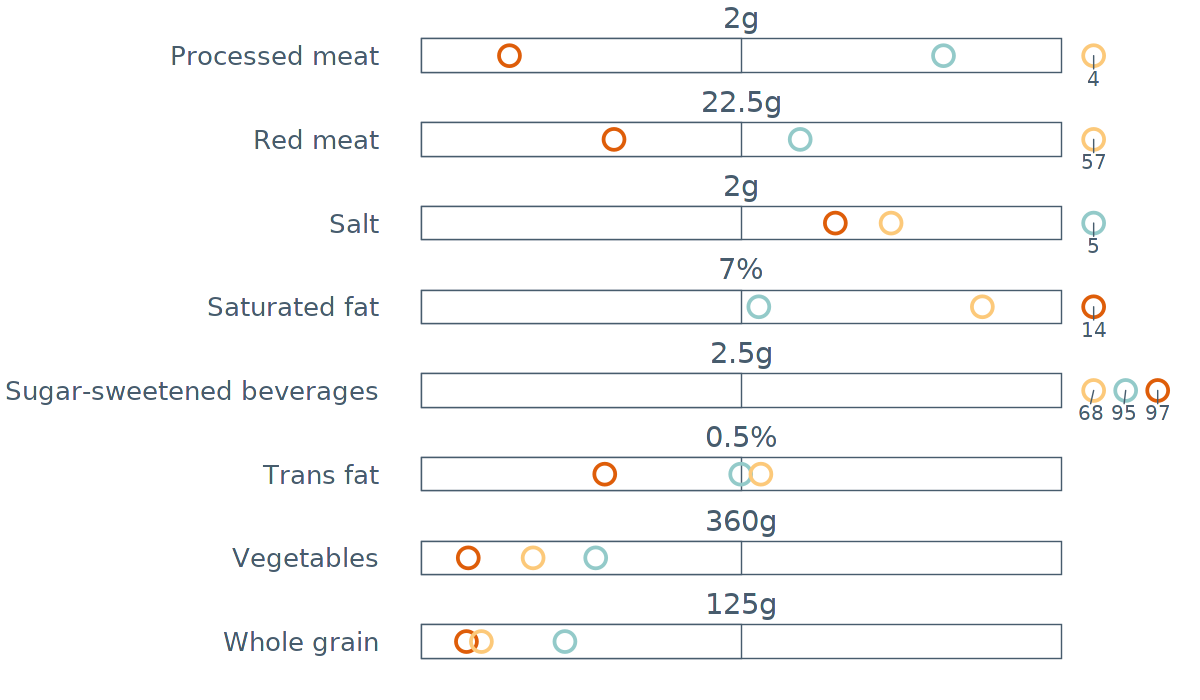 2g
Processed meat
4
22.5g
Red meat
57
2g
Salt
5
7%
Saturated fat
14
2.5g
Sugar-sweetened beverages
68 95 97
0.5%
Trans fat
360g
Vegetables
125g
Whole grain